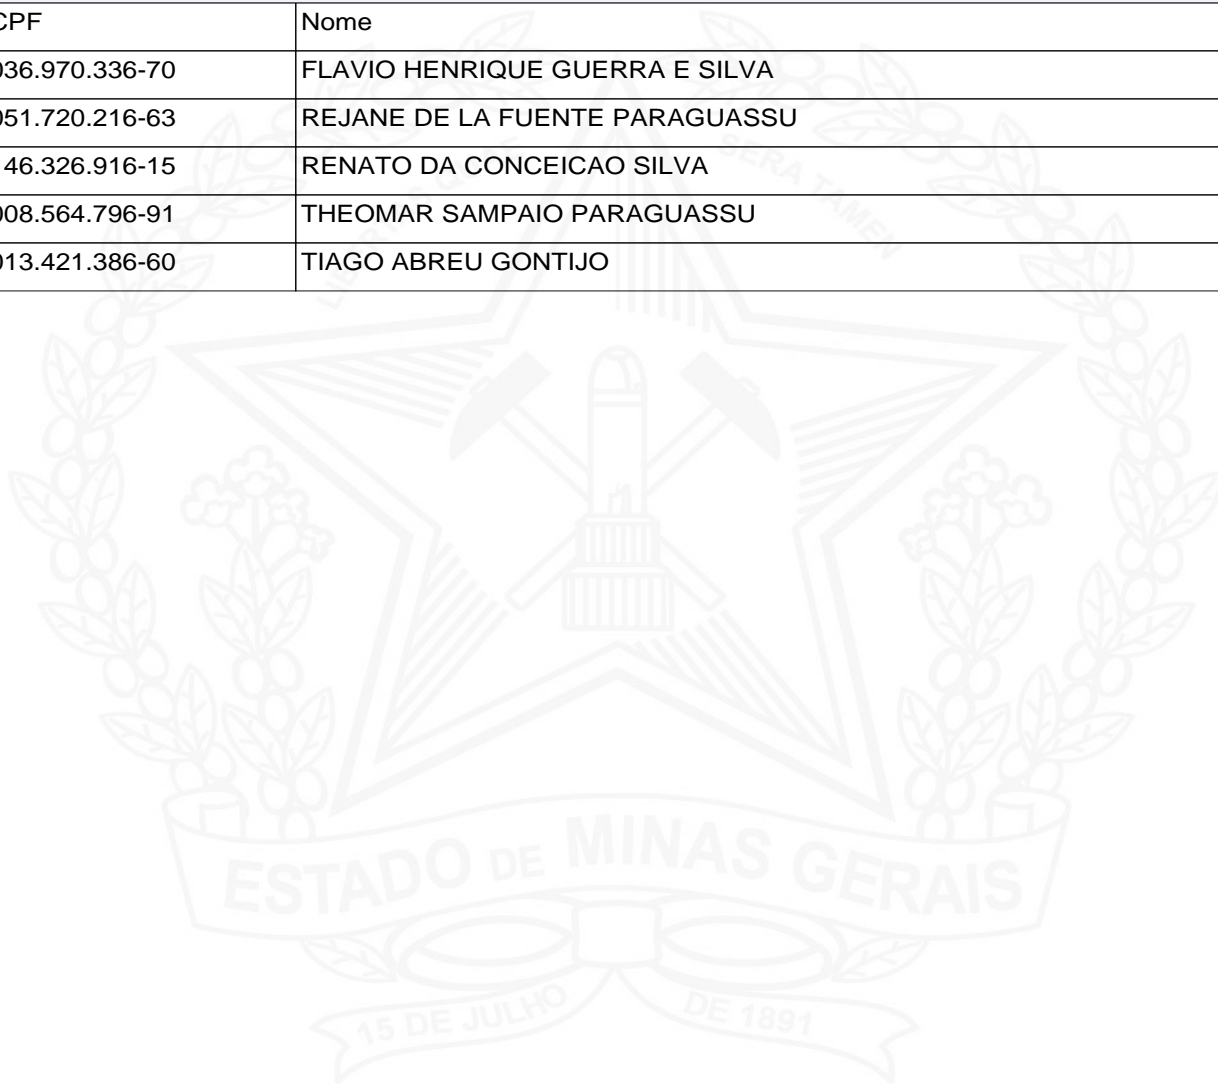 CPF Nome
036.970.336-70 FLAVIO HENRIQUE GUERRA E SILVA
051.720.216-63 REJANE DE LA FUENTE PARAGUASSU
146.326.916-15 RENATO DA CONCEICAO SILVA
008.564.796-91 THEOMAR SAMPAIO PARAGUASSU
013.421.386-60 TIAGO ABREU GONTIJO
SERA TAMEN
ESTADO DE MINAS GERAIS
15 DE JULHO DE 1891